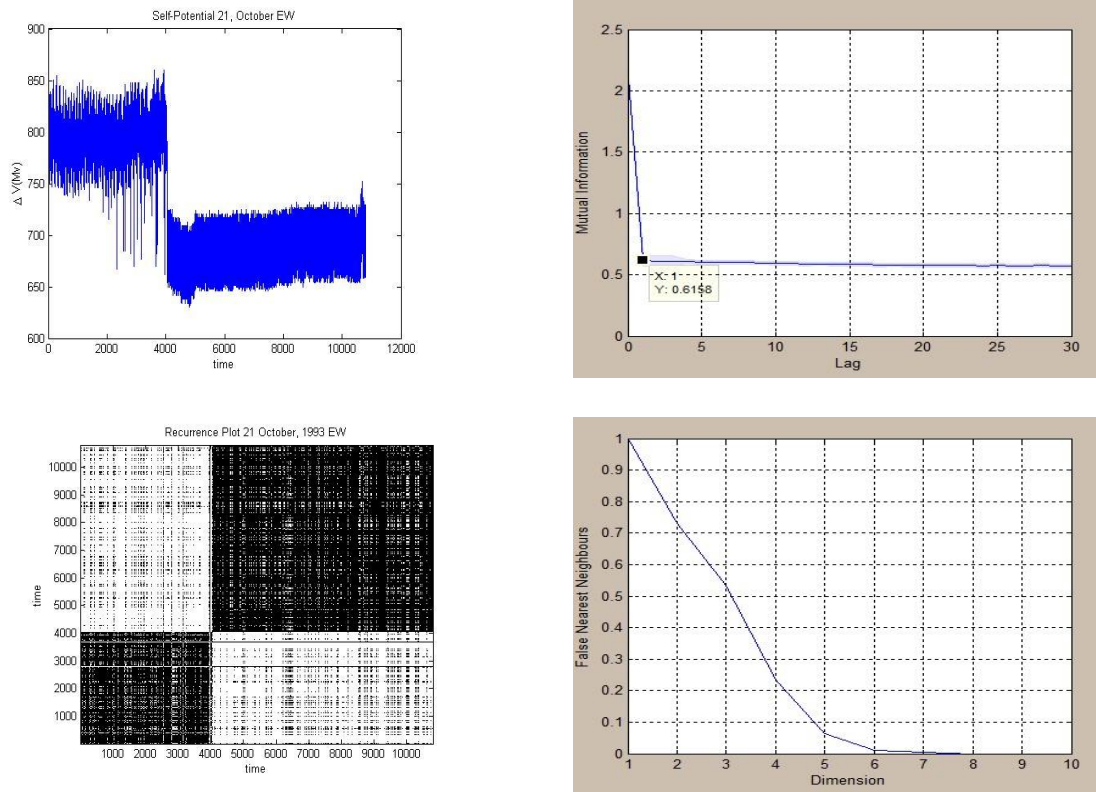 Self-Potential 21, October EW
900
850
800
750
700
650
600
Δ V(Mv)
0 2000 4000 6000 8000 10000 12000
time
2.5
2
1.5
1
0.5
0
Mutual Information
X: 1
Y: 0.6158
0 5 10 15 20 25 30
Lag
Recurrence Plot 21 October, 1993 EW
10000
9000
8000
7000
6000
5000
4000
3000
2000
1000
time
1000 2000 3000 4000 5000 6000 7000 8000 9000 10000
time
1
0.9
0.8
0.7
0.6
0.5
0.4
0.3
0.2
0.1
0
False Nearest Neighbours
1 2 3 4 5 6 7 8 9 10
Dimension